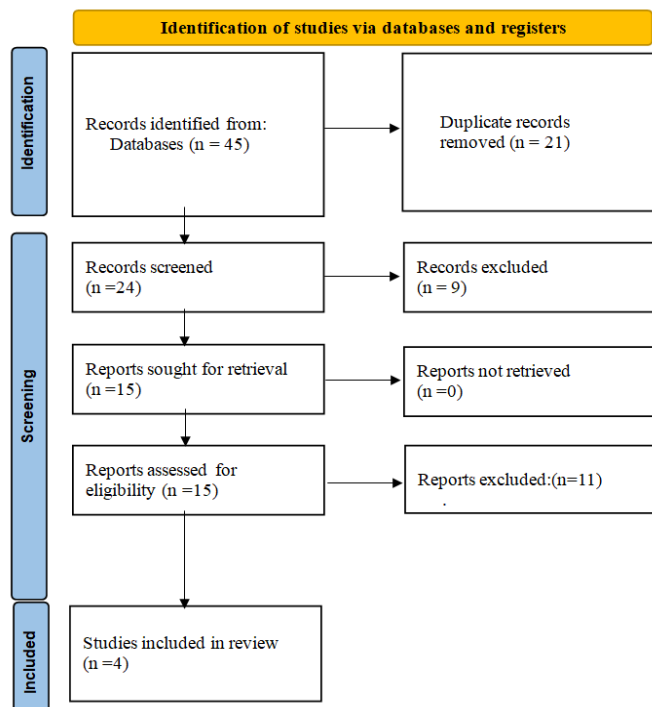 Identification of studies via databases and registers
Identification
Records identified from:
Databases (n = 45)
Duplicate records
removed (n = 21)
Screening
Records screened
(n =24)
Records excluded
(n = 9)
Reports sought for retrieval
(n =15)
Reports not retrieved
(n =0)
Reports assessed for
eligibility (n =15)
Reports excluded:(n=11)
.
Included
Studies included in review
(n =4)